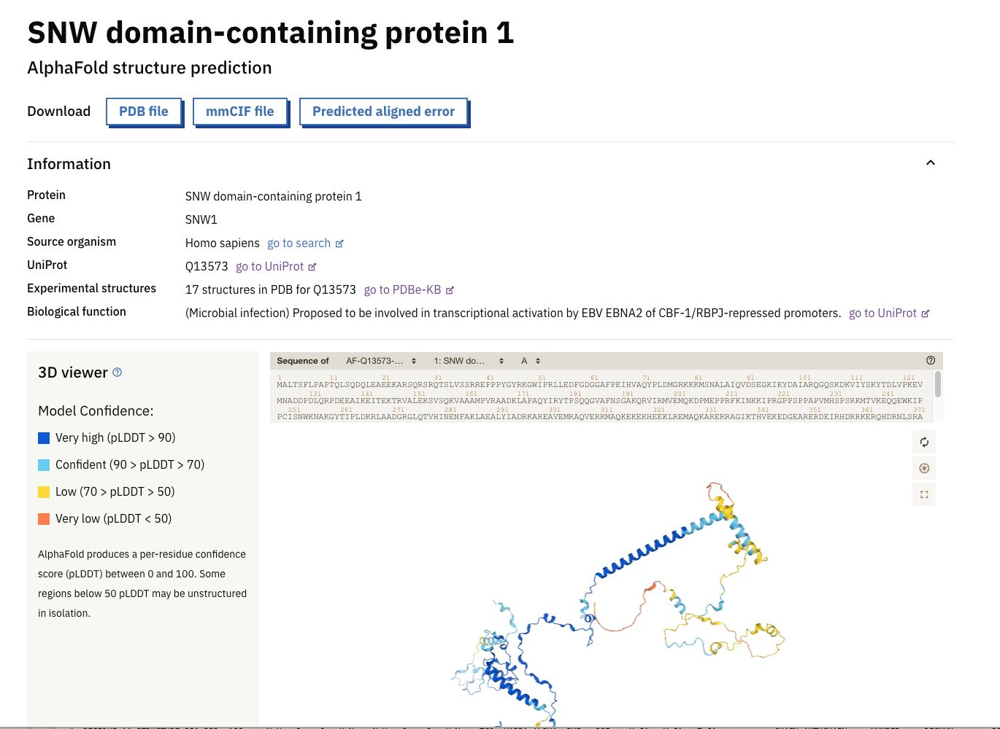 SNW domain-containing protein 1
AlphaFold structure prediction
Download PDB file mmCIF file Predicted aligned error
Information
Protein SNW domain-containing protein 1
Gene SNW1
Source organism Homo sapiens go to search
UniProt Q13573 go to UniProt
Experimental structures 17 structures in PDB for Q13573 go to PDBe-KB
Biological function (Microbial infection) Proposed to be involved in transcriptional activation by EBV EBNA2 of CBF-1/RBPJ-repressed promoters. go to UniProt
3D viewer
Model Confidence:
Very high (pLDDT > 90)
Confident (90 > pLDDT > 70)
Low (70 > pLDDT > 50)
Very low (pLDDT < 50)
AlphaFold produces a per-residue confidence
score (pLDDT) between 0 and 100. Some
regions below 50 pLDDT may be unstructured
in isolation.
Sequence of AF-Q13573-... 1: SNW do... A
1 11 21 31 41 51 61 71 81 91 101 111 121
MALTSFLPAPTQLSQDQLEAEEKARSQRSRQTSLVSSRREPPPYGYRKGWIPRLLEDFGDGGAFPEIHVAQYPLDMGRKKKMSNALAIQVDSEGKIKYDAIARQGQSKDKVIYSKYTDLVPKEV
131 141 151 161 171 181 191 201 211 221 231 241
MNADDPDLQRPDEEAIKEITEKTRVALEKSVSQKVAAAMPVRAADKLAPAQYIRYTPSQQGVAFNSGAKQRVIRMVEMQKDPMEPPRFKINKKIPRGPPSPPAPVMHSPSRKMTVKEQQEWKIP
251 261 271 281 291 301 311 321 331 341 351 361 371
PCISNWKNAKGYTIPLDKRLAADGRGLQTVHINENFAKLAEALYIADRKAREAVEMRAQVERKMAQKEKEKHEEKLREMAQKARERRAGIKTHVEKEDGEARERDEIRHDRRKERQHDRNLSRA